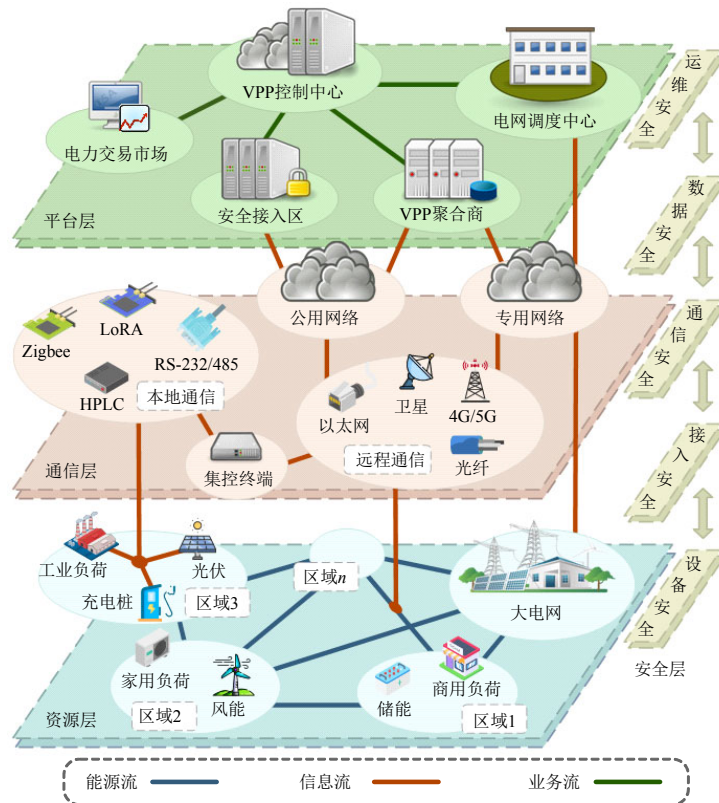 VPP控制中心
电网调度中心
电力交易市场
安全接入区
VPP聚合商
平台层
运维安全
数据安全
公用网络
专用网络
LoRA
Zigbee
RS-232/485
HPLC
本地通信
卫星
4G/5G
以太网
远程通信
光纤
集控终端
通信层
通信安全
接入安全
工业负荷
光伏
充电桩
区域3
区域n
大电网
家用负荷
风能
区域2
储能
商用负荷
区域1
资源层
设备安全
安全层
能源流
信息流
业务流